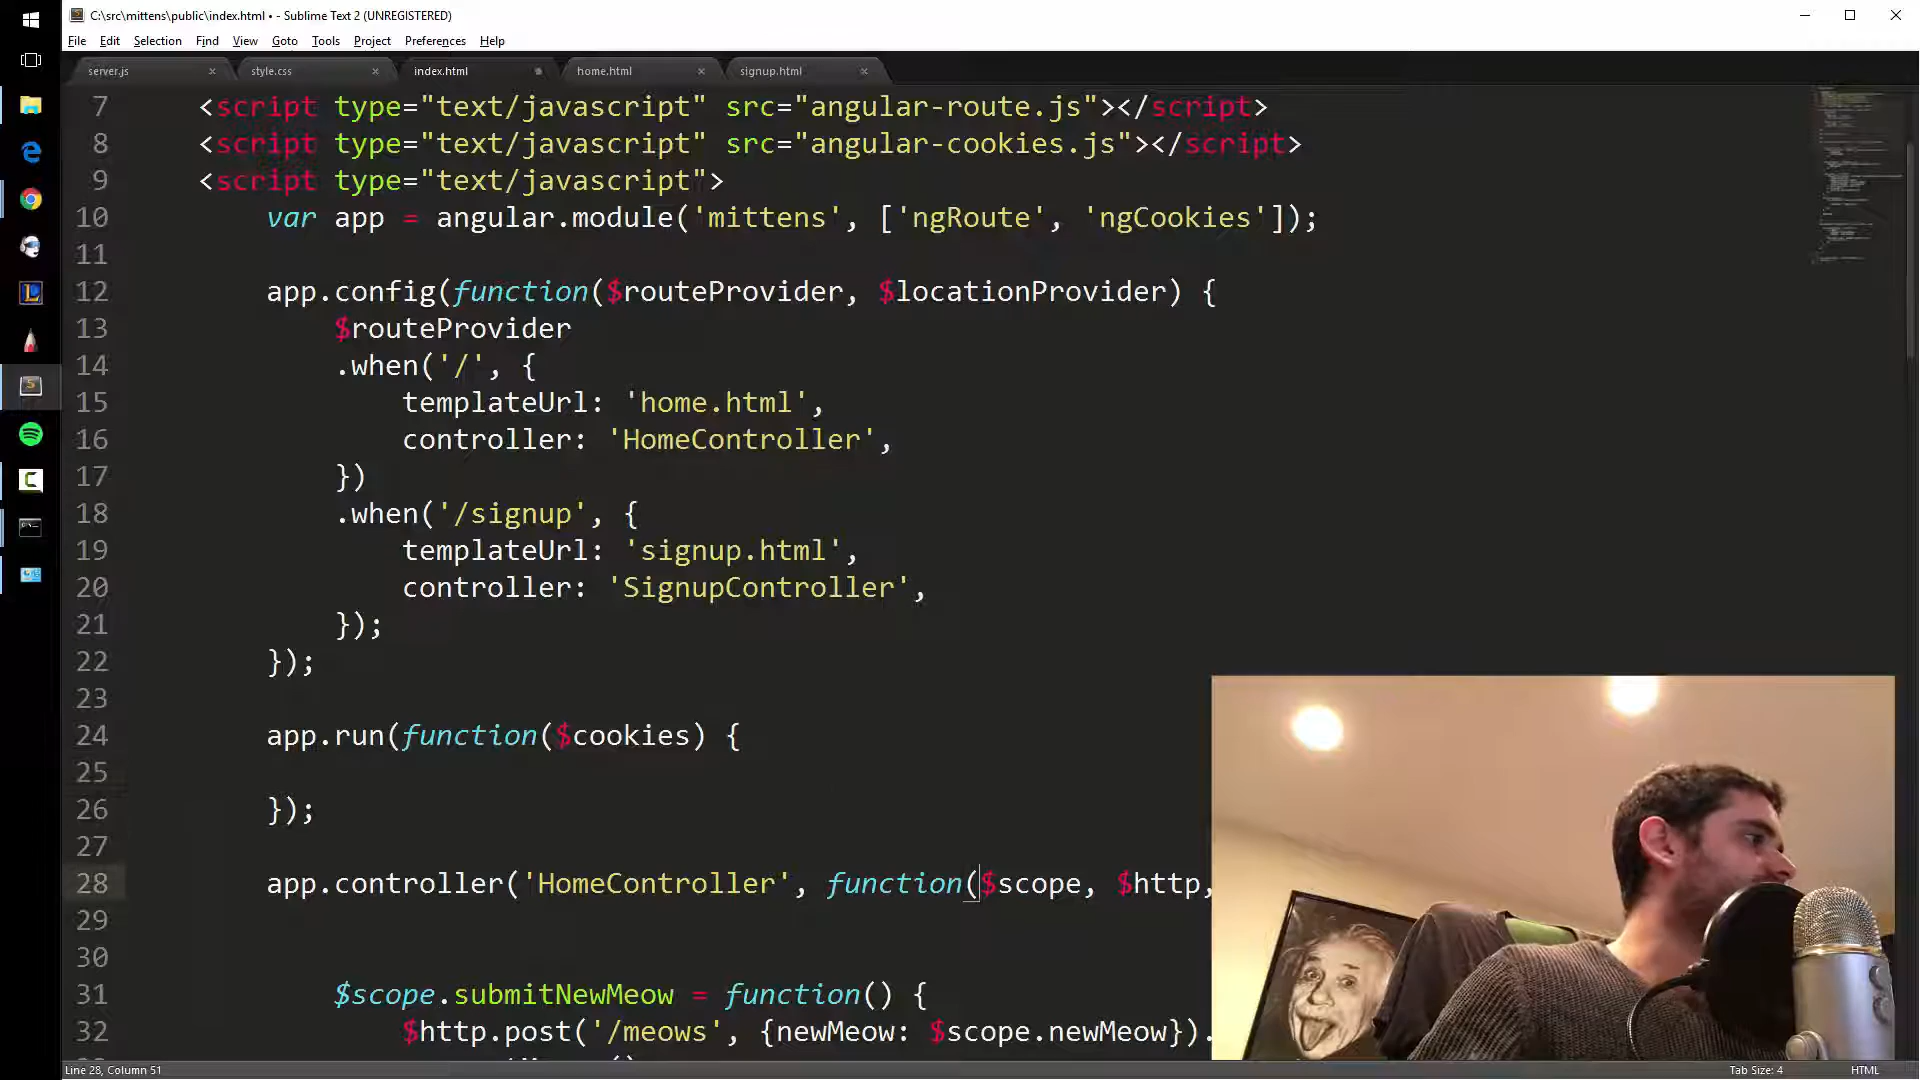 C:\src\mittens\public\index.html • - Sublime Text 2 (UNREGISTERED)
File Edit Selection Find View Goto Tools Project Preferences Help
server.js style.css index.html home.html signup.html
7 <script type="text/javascript" src="angular-route.js"></script>
8 <script type="text/javascript" src="angular-cookies.js"></script>
9 <script type="text/javascript">
10 var app = angular.module('mittens', ['ngRoute', 'ngCookies']);
11
12 app.config(function($routeProvider, $locationProvider) {
13 $routeProvider
14 .when('/', {
15 templateUrl: 'home.html',
16 controller: 'HomeController',
17 })
18 .when('/signup', {
19 templateUrl: 'signup.html',
20 controller: 'SignupController',
21 });
22 });
23
24 app.run(function($cookies) {
25
26 });
27
28 app.controller('HomeController', function($scope, $http,
29
30
31 $scope.submitNewMeow = function() {
32 $http.post('/meows', {newMeow: $scope.newMeow}).
Line 28, Column 51 Tab Size: 4 HTML